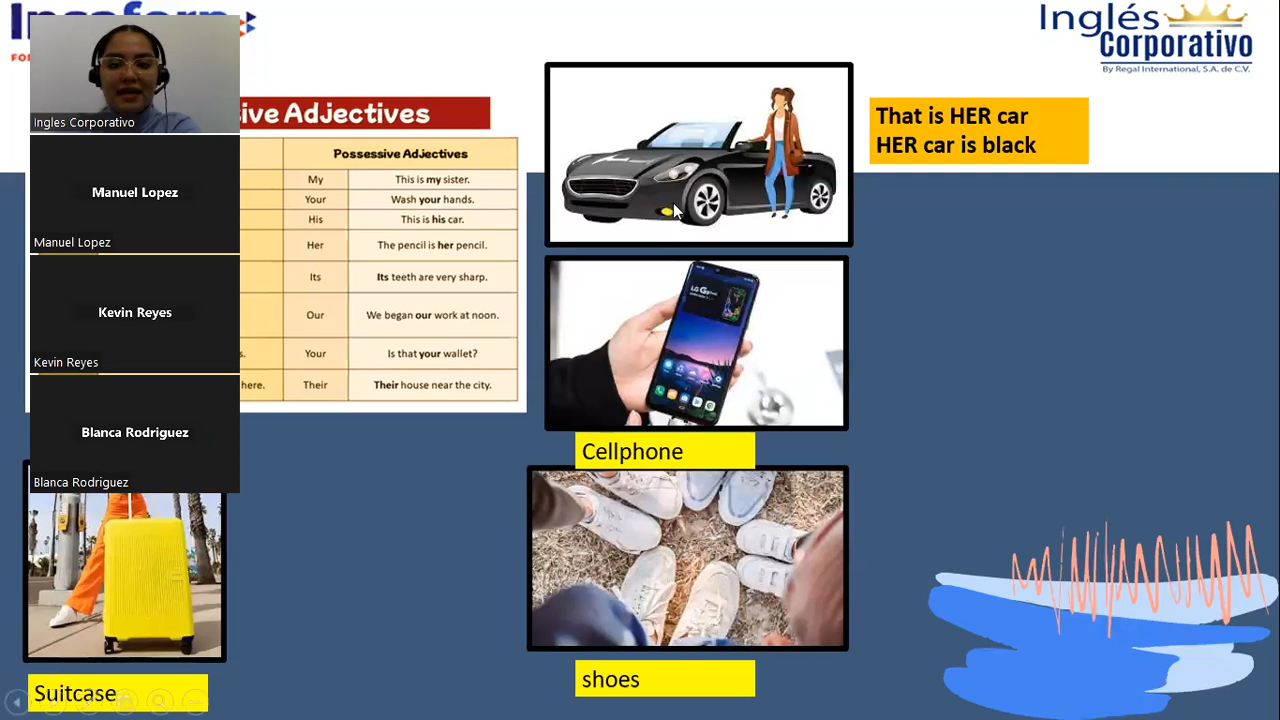 Inglés
Corporativo
By Regal International, S.A. de C.V.
Ingles Corporativo
Manuel Lopez
Manuel Lopez
Kevin Reyes
Kevin Reyes
Blanca Rodriguez
Blanca Rodriguez
Adjectives
Possessive Adjectives
My This is my sister.
Your Wash your hands.
His This is his car.
Her The pencil is her pencil.
Its Its teeth are very sharp.
Our We began our work at noon.
Your Is that your wallet?
here. Their Their house near the city.
That is HER car
HER car is black
LG
Cellphone
Suitcase
shoes